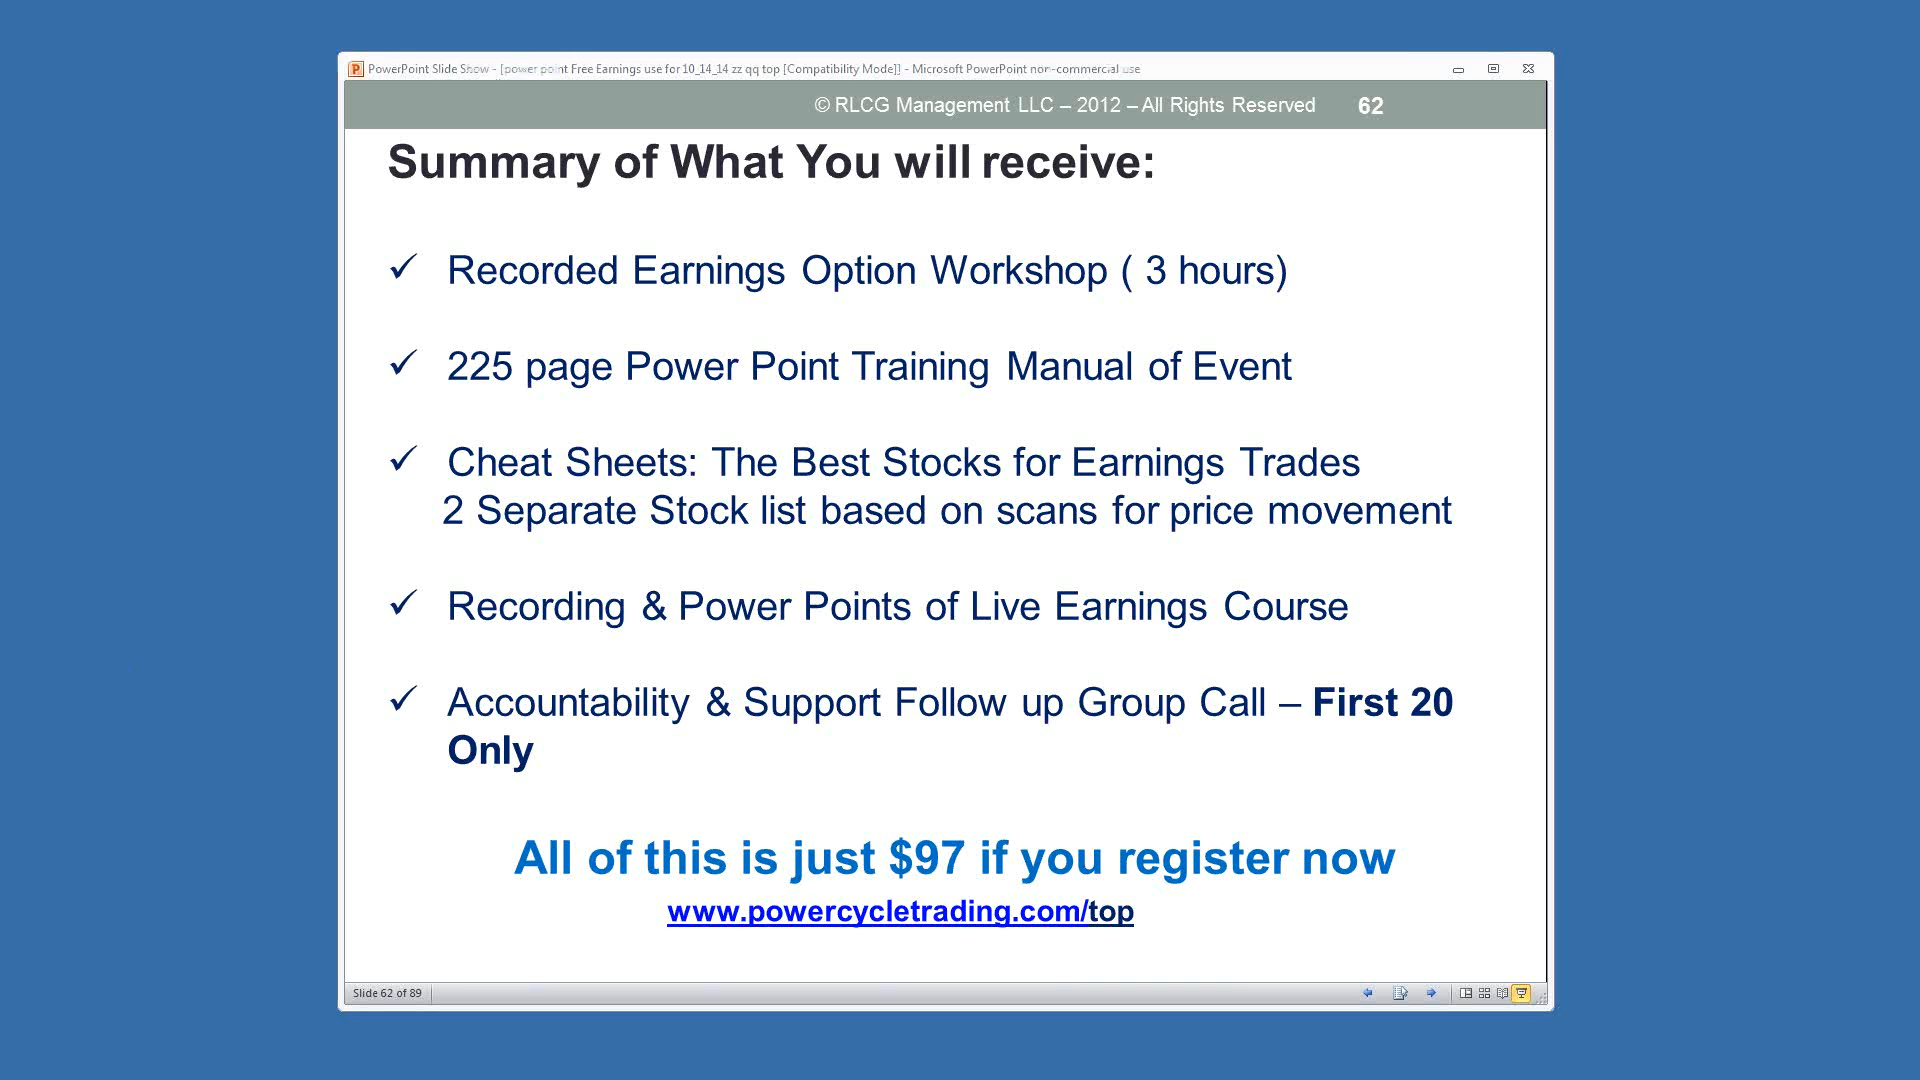 PowerPoint Slide Show - [power point Free Earnings use for 10_14_14 zz qq top [Compatibility Mode]] - Microsoft PowerPoint non-commercial use
© RLCG Management LLC – 2012 – All Rights Reserved 62
Summary of What You will receive:
✓ Recorded Earnings Option Workshop ( 3 hours)
✓ 225 page Power Point Training Manual of Event
✓ Cheat Sheets: The Best Stocks for Earnings Trades
2 Separate Stock list based on scans for price movement
✓ Recording & Power Points of Live Earnings Course
✓ Accountability & Support Follow up Group Call – First 20
Only
All of this is just $97 if you register now
www.powercycletrading.com/top
Slide 62 of 89